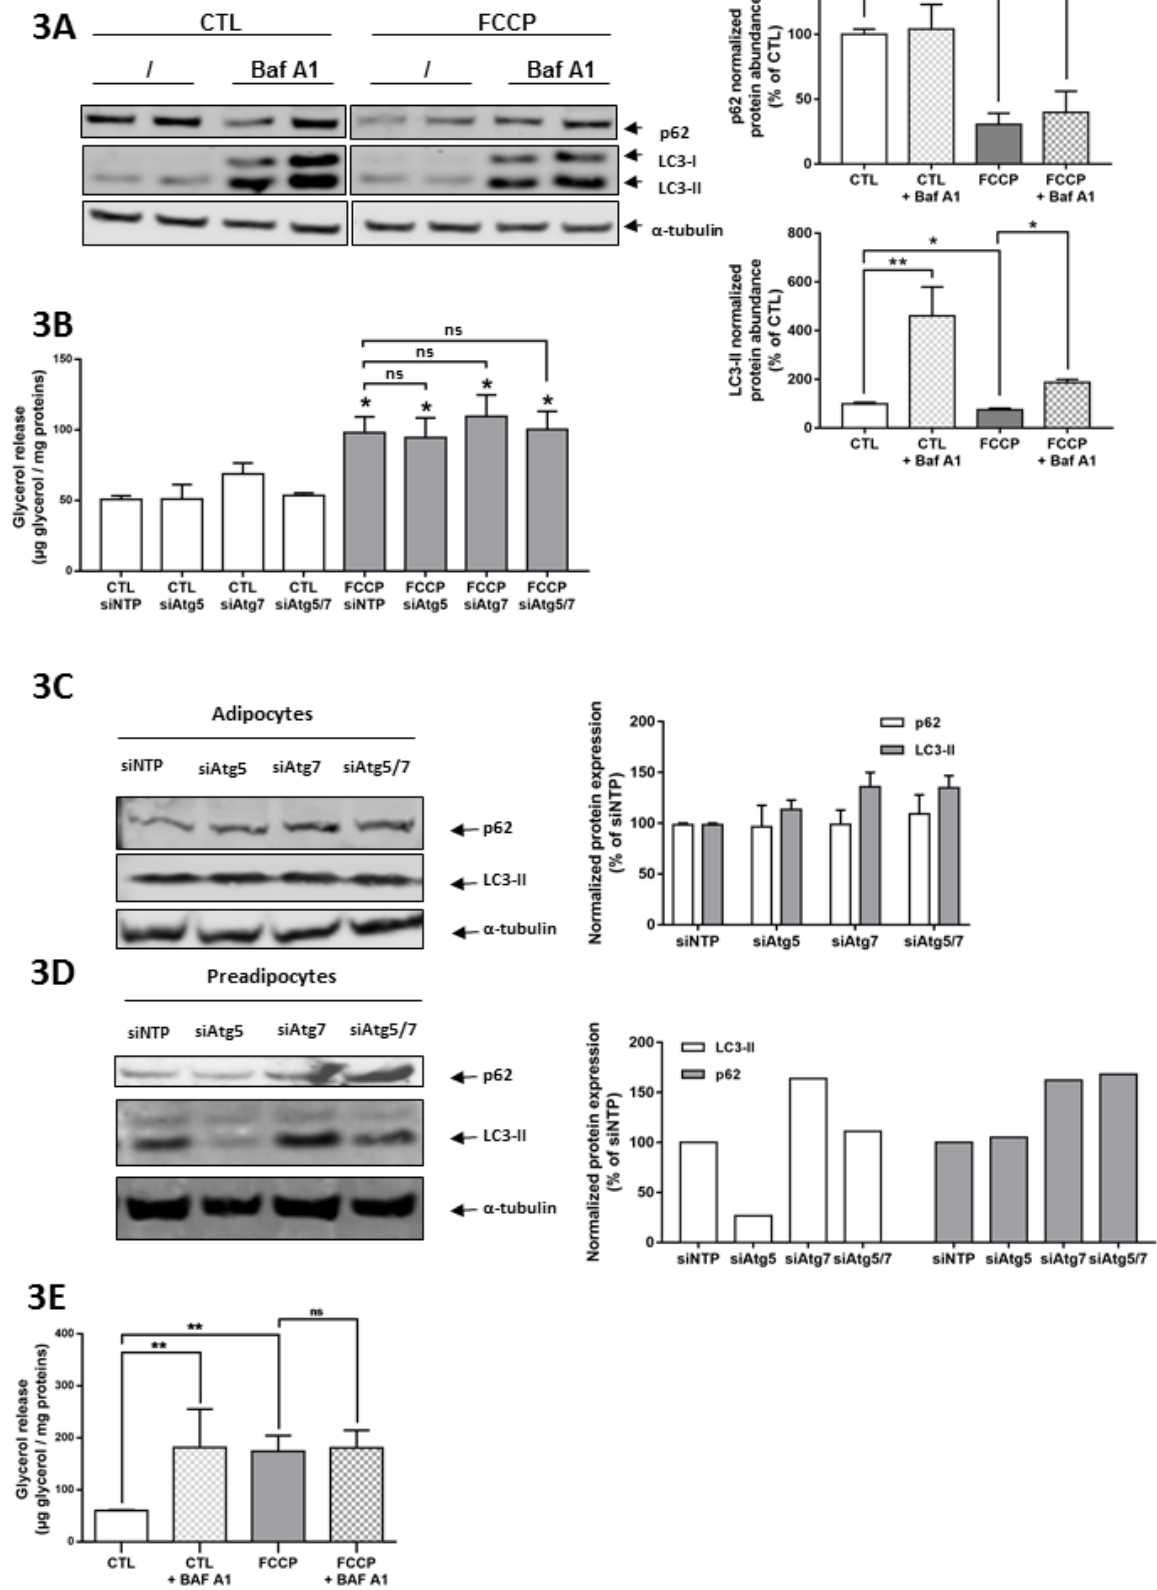 3A
CTL
FCCP
/
Baf A1
/
Baf A1
p62
LC3-I
LC3-II
α-tubulin
p62 normalized
protein abundance
(% of CTL)
100
50
0
CTL
CTL
+ Baf A1
FCCP
FCCP
+ Baf A1
LC3-II normalized
protein abundance
(% of CTL)
800
600
400
200
0
*
**
*
CTL
CTL
+ Baf A1
FCCP
FCCP
+ Baf A1
3B
Glycerol release
(µg glycerol / mg proteins)
150
100
50
0
ns
ns
ns
*
*
*
*
CTL
siNTP
CTL
siAtg5
CTL
siAtg7
CTL
siAtg5/7
FCCP
siNTP
FCCP
siAtg5
FCCP
siAtg7
FCCP
siAtg5/7
3C
Adipocytes
siNTP siAtg5 siAtg7 siAtg5/7
p62
LC3-II
α-tubulin
Normalized protein expression
(% of siNTP)
200
150
100
50
0
p62
LC3-II
siNTP siAtg5 siAtg7 siAtg5/7
3D
Preadipocytes
siNTP siAtg5 siAtg7 siAtg5/7
p62
LC3-II
α-tubulin
Normalized protein expression
(% of siNTP)
200
150
100
50
0
LC3-II
p62
siNTP siAtg5 siAtg7 siAtg5/7 siNTP siAtg5 siAtg7 siAtg5/7
3E
Glycerol release
(µg glycerol / mg proteins)
400
300
200
100
0
**
**
ns
CTL
CTL
+ BAF A1
FCCP
FCCP
+ BAF A1